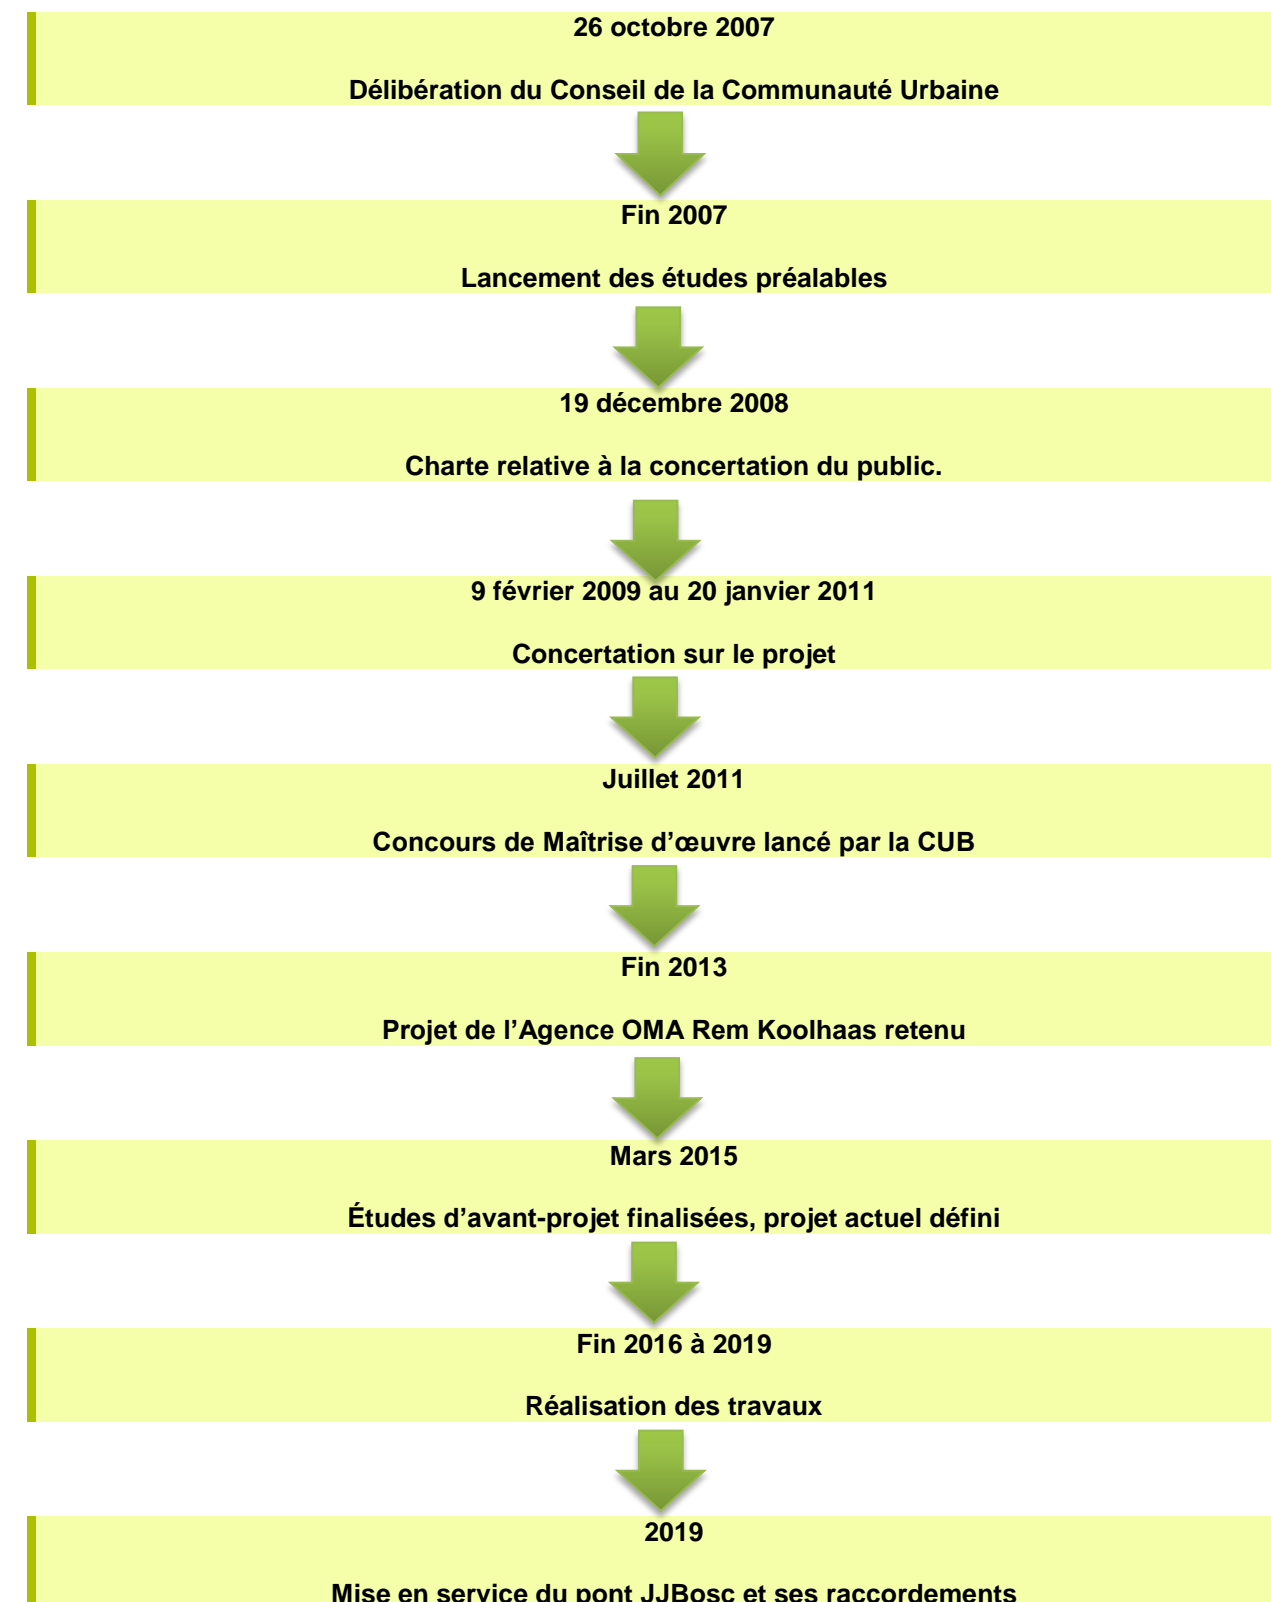 26 octobre 2007
Délibération du Conseil de la Communauté Urbaine
Fin 2007
Lancement des études préalables
19 décembre 2008
Charte relative à la concertation du public.
9 février 2009 au 20 janvier 2011
Concertation sur le projet
Juillet 2011
Concours de Maîtrise d’œuvre lancé par la CUB
Fin 2013
Projet de l’Agence OMA Rem Koolhaas retenu
Mars 2015
Études d’avant-projet finalisées, projet actuel défini
Fin 2016 à 2019
Réalisation des travaux
2019
Mise en service du pont JJBosc et ses raccordements